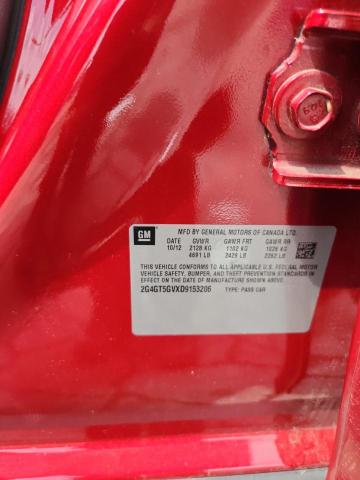 GM
MFD BY GENERAL MOTORS OF CANADA LTD.
DATE GVWR GAWR FRT GAWR RR
10/12 2128 KG 1102 KG 1026 KG
4691 LB 2429 LB 2262 LB
THIS VEHICLE CONFORMS TO ALL APPLICABLE U.S. FEDERAL
MOTOR VEHICLE SAFETY, BUMPER, AND THEFT PREVENTION
STANDARDS IN EFFECT ON THE DATE OF MANUFACTURE
SHOWN ABOVE.
2G4GT5GVXD9153206 TYPE: PASS CAR